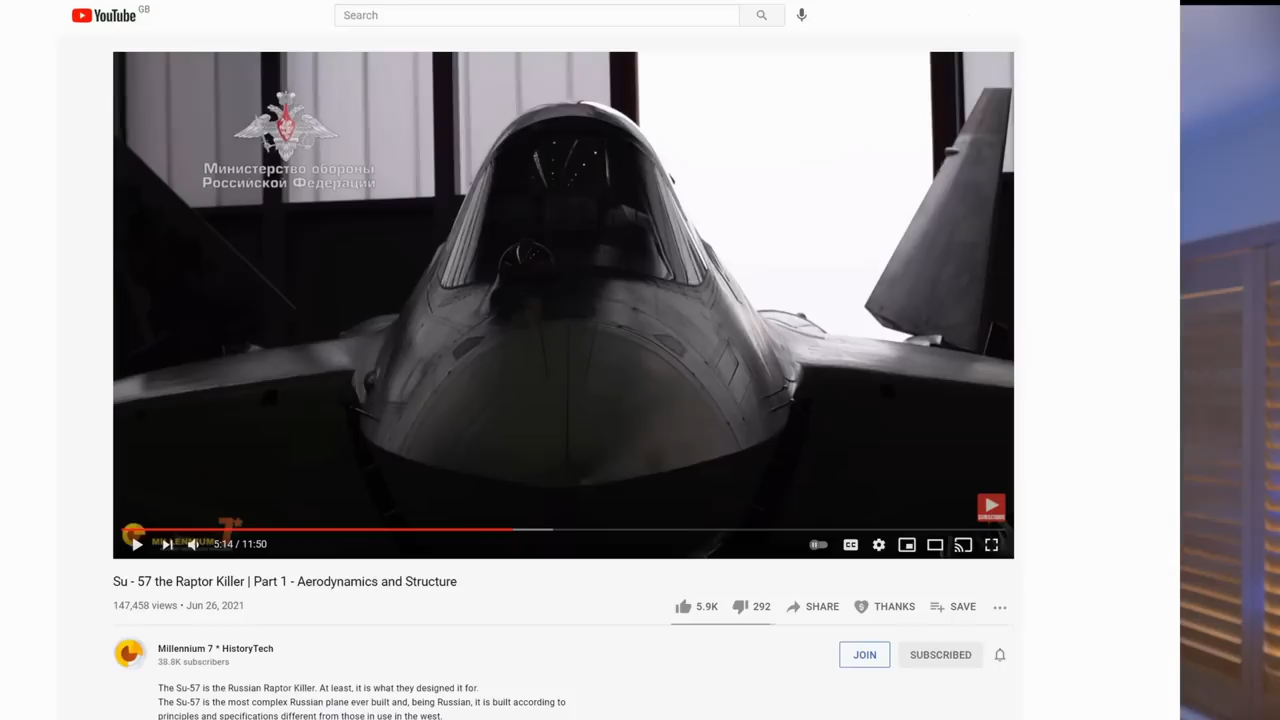 YouTube GB
Search
Министерство обороны
Российской Федерации
MILLENNIUM 7*
SUBSCRIBE
5:14 / 11:50
CC
Su - 57 the Raptor Killer | Part 1 - Aerodynamics and Structure
147,458 views • Jun 26, 2021
5.9K 292 SHARE THANKS SAVE
Millennium 7 * HistoryTech
38.8K subscribers
JOIN SUBSCRIBED
The Su-57 is the Russian Raptor Killer. At least, it is what they designed it for.
The Su-57 is the most complex Russian plane ever built and, being Russian, it is built according to
principles and specifications different from those in use in the west.